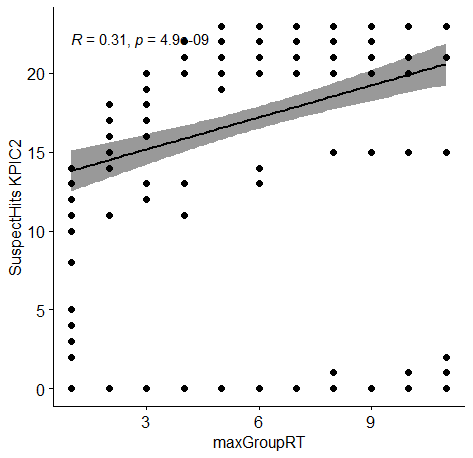 R = 0.31, p = 4.9e-09
20
15
10
5
0
SuspectHits KPIC2
3 6 9
maxGroupRT